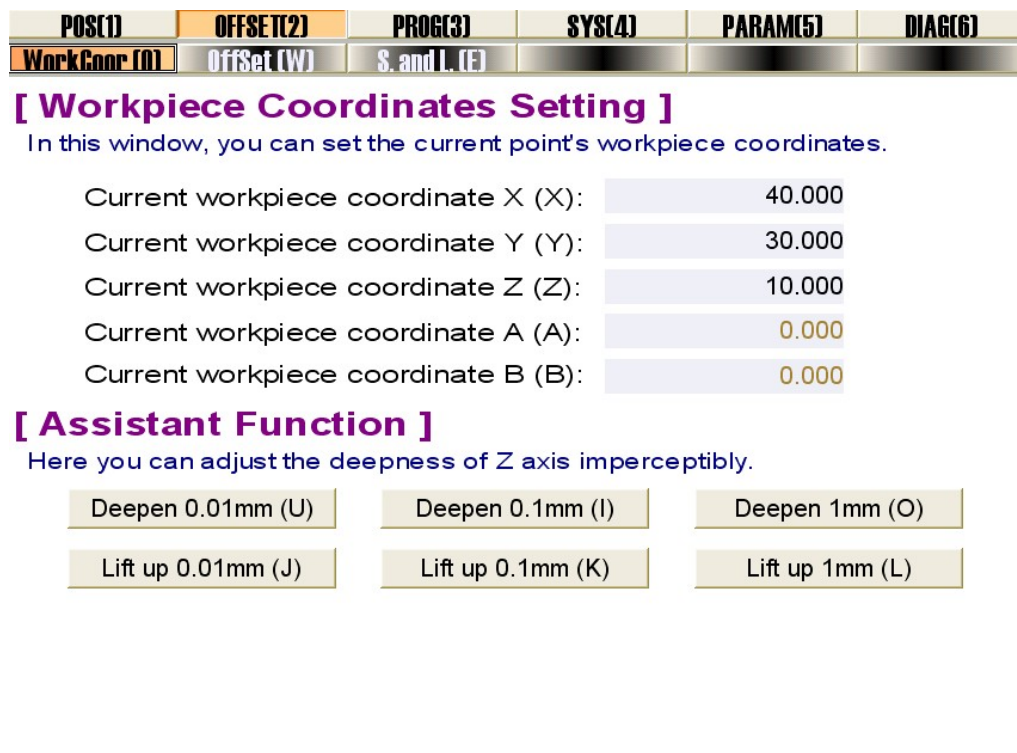 POS(1) OFFSET(2) PROG(3) SYS(4) PARAM(5) DIAG(6)
WorkCoor (Q) OffSet (W) S. and L. (E)
[ Workpiece Coordinates Setting ]
In this window, you can set the current point's workpiece coordinates.
Current workpiece coordinate X (X): 40.000
Current workpiece coordinate Y (Y): 30.000
Current workpiece coordinate Z (Z): 10.000
Current workpiece coordinate A (A): 0.000
Current workpiece coordinate B (B): 0.000
[ Assistant Function ]
Here you can adjust the deepness of Z axis imperceptibly.
Deepen 0.01mm (U) Deepen 0.1mm (I) Deepen 1mm (O)
Lift up 0.01mm (J) Lift up 0.1mm (K) Lift up 1mm (L)